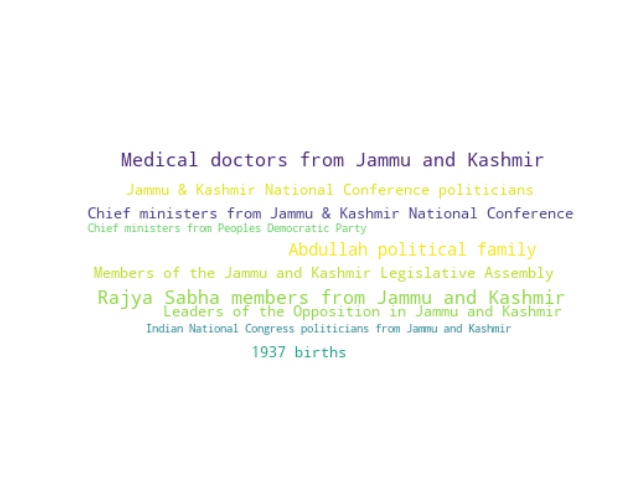 Medical doctors from Jammu and Kashmir
Jammu & Kashmir National Conference politicians
Chief ministers from Jammu & Kashmir National Conference
Chief ministers from Peoples Democratic Party
Abdullah political family
Members of the Jammu and Kashmir Legislative Assembly
Rajya Sabha members from Jammu and Kashmir
Leaders of the Opposition in Jammu and Kashmir
Indian National Congress politicians from Jammu and Kashmir
1937 births